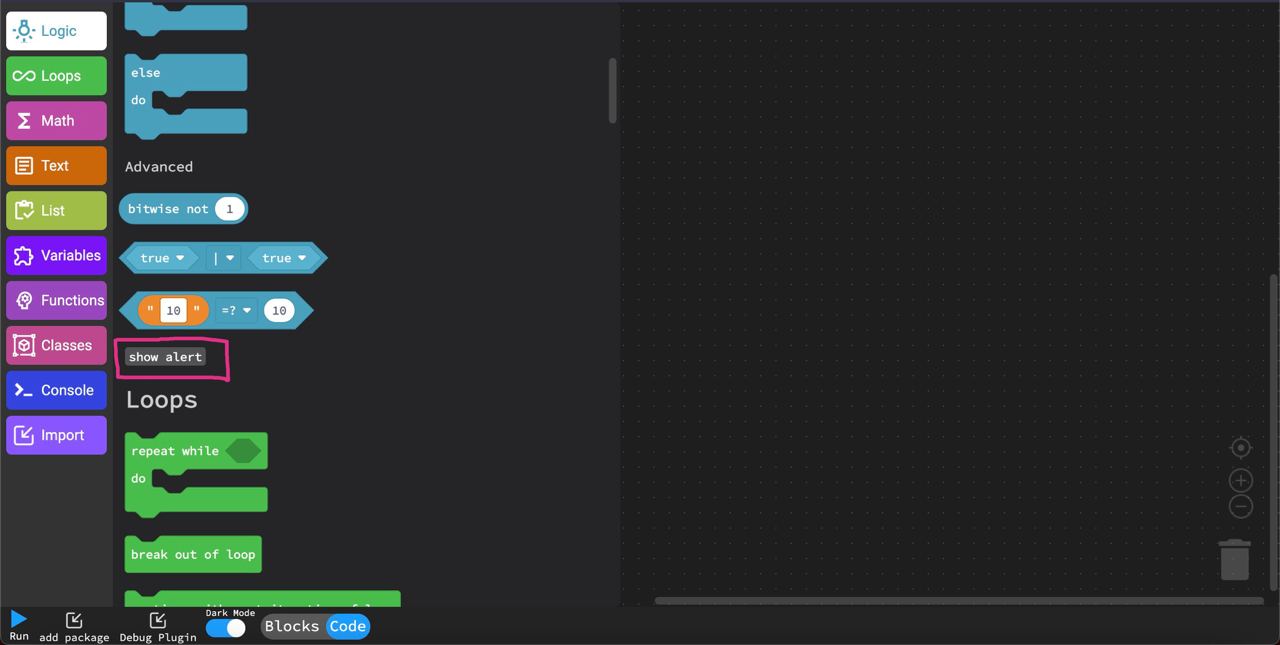 Logic
Loops
Math
Text
List
Variables
Functions
Classes
Console
Import
else
do
Advanced
bitwise not 1
true | true
" 10 " =? 10
show alert
Loops
repeat while
do
break out of loop
Run
add package
Debug Plugin
Dark Mode
Blocks Code